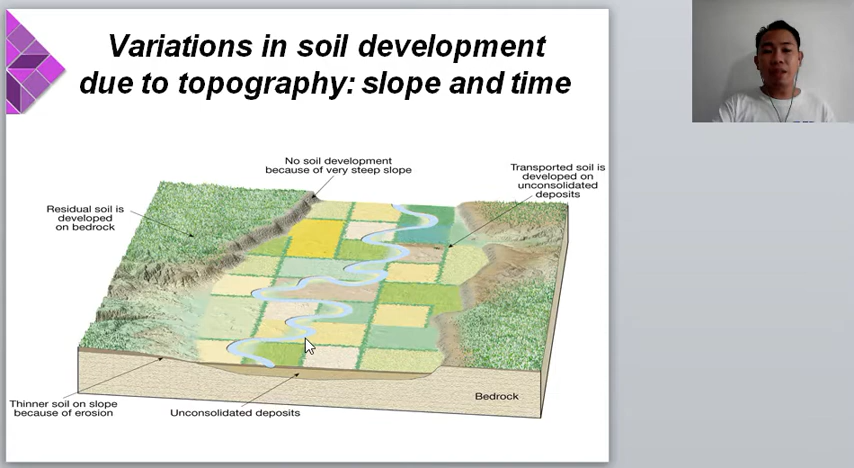 Variations in soil development
due to topography: slope and time
No soil development
because of very steep slope
Transported soil is
developed on
unconsolidated
deposits
Residual soil is
developed
on bedrock
Bedrock
Thinner soil on slope
because of erosion
Unconsolidated deposits